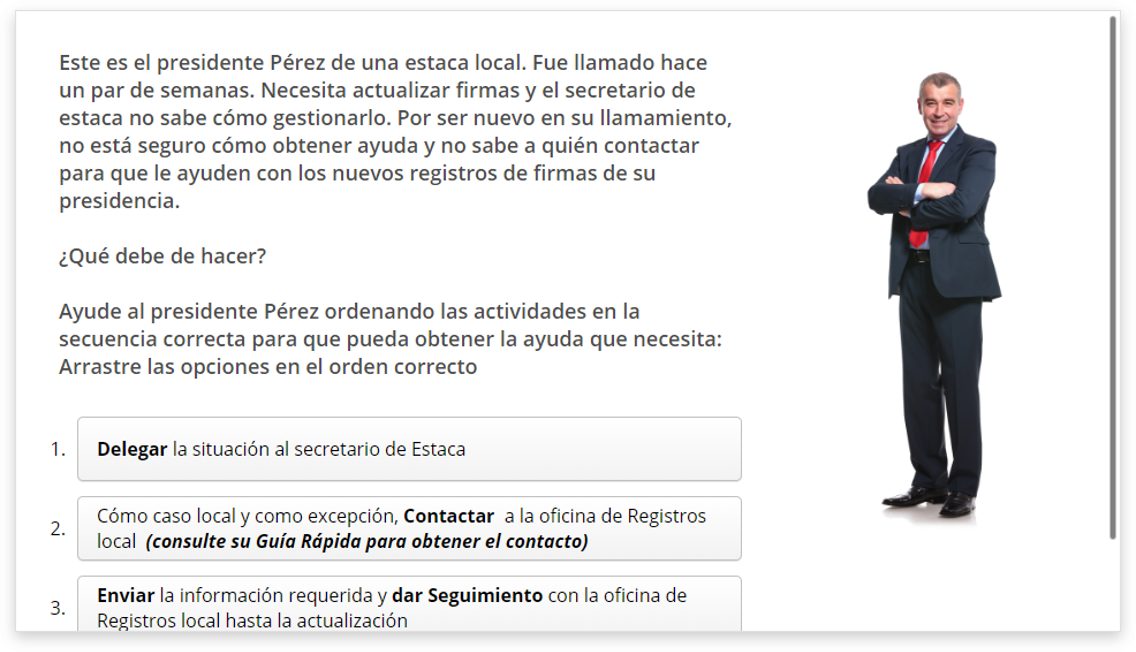 Este es el presidente Pérez de una estaca local. Fue llamado hace
un par de semanas. Necesita actualizar firmas y el secretario de
estaca no sabe cómo gestionarlo. Por ser nuevo en su llamamiento,
no está seguro cómo obtener ayuda y no sabe a quién contactar
para que le ayuden con los nuevos registros de firmas de su
presidencia.
¿Qué debe de hacer?
Ayude al presidente Pérez ordenando las actividades en la
secuencia correcta para que pueda obtener la ayuda que necesita:
Arrastre las opciones en el orden correcto
1. Delegar la situación al secretario de Estaca
2. Cómo caso local y como excepción, Contactar a la oficina de Registros
local (consulte su Guía Rápida para obtener el contacto)
3. Enviar la información requerida y dar Seguimiento con la oficina de
Registros local hasta la actualización